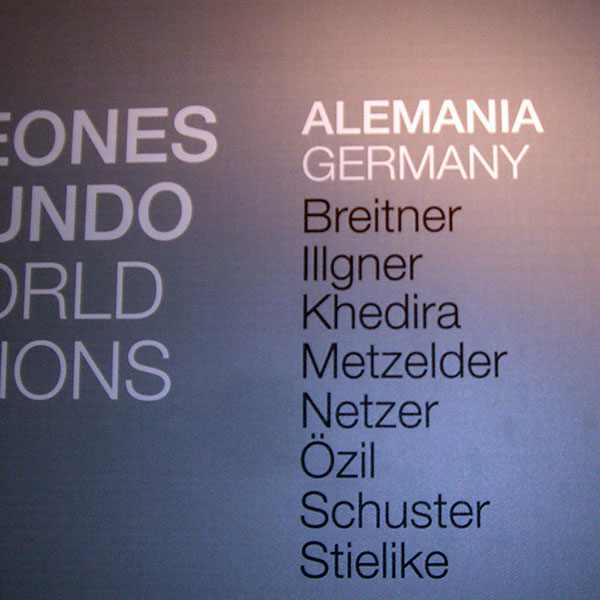 EONES
UNDO
ORLD
IONS
ALEMANIA
GERMANY
Breitner
Illgner
Khedira
Metzelder
Netzer
Özil
Schuster
Stielike